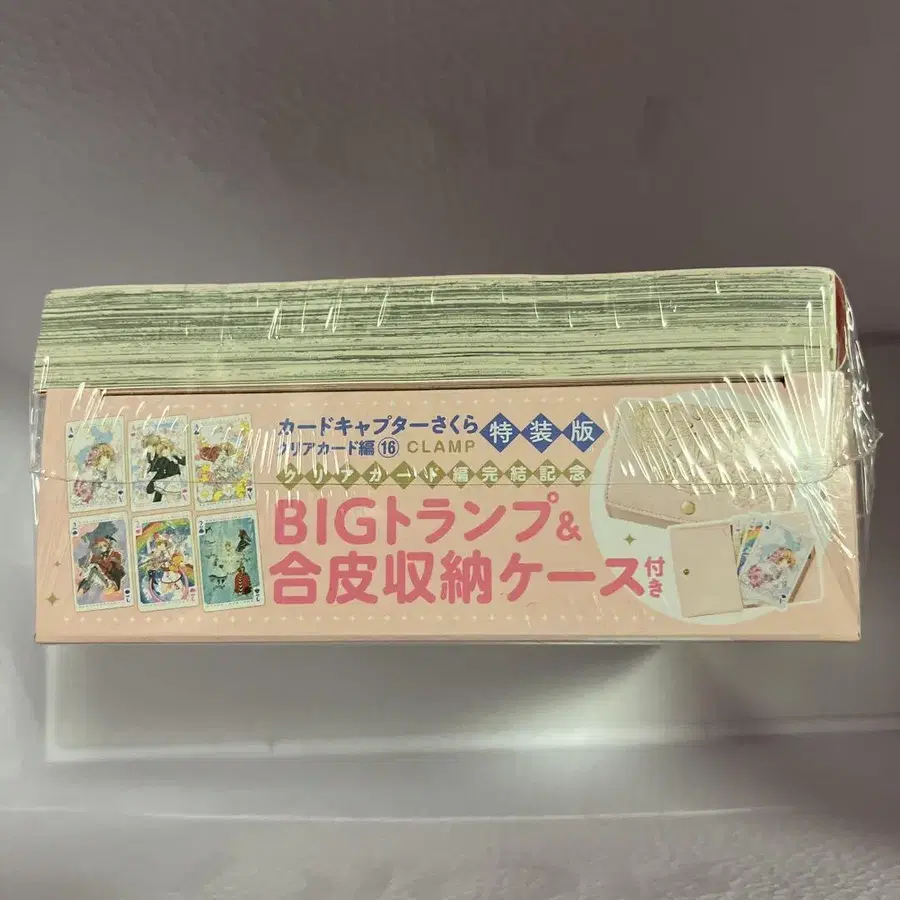 カードキャプターさくら 特装版
クリアカード編⑯ CLAMP
クリアカード編完結記念
BIGトランプ&
合皮収納ケース付き